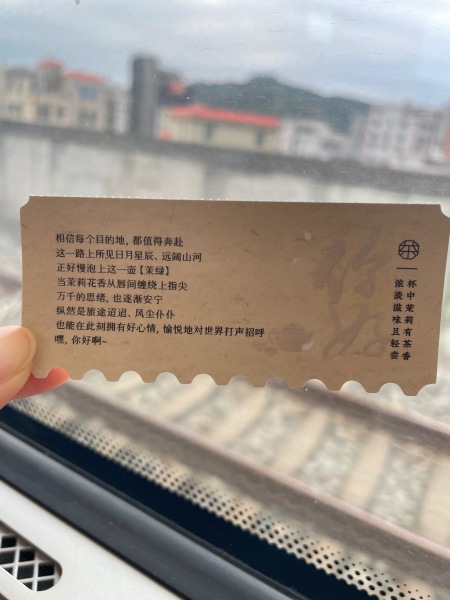 相信每个目的地，都值得奔赴
这一路上所见日月星辰、远阔山河
正好慢泡上这一壶【茉绿】
当茉莉花香从唇间缠绕上指尖
万千的思绪，也逐渐安宁
纵然是旅途迢迢、风尘仆仆
也能在此刻拥有好心情，愉悦地对世界打声招呼
嘿，你好啊~
杯中茉莉有茶香
浓淡滋味且轻尝